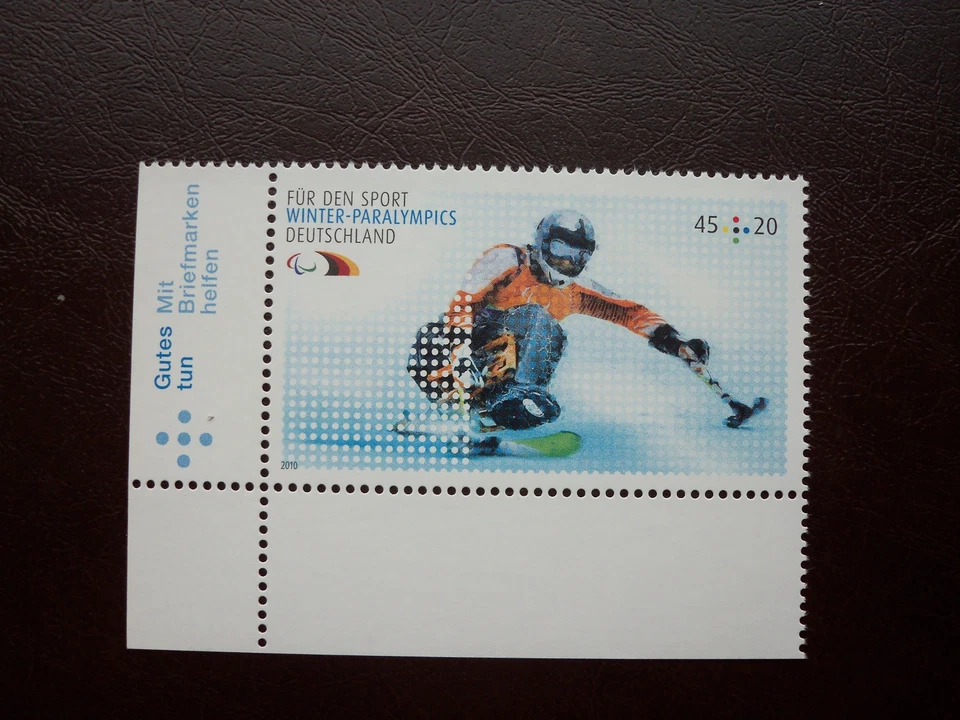 Gutes Mit
tun Briefmarken
helfen
FÜR DEN SPORT
WINTER-PARALYMPICS
DEUTSCHLAND
45 20
2010